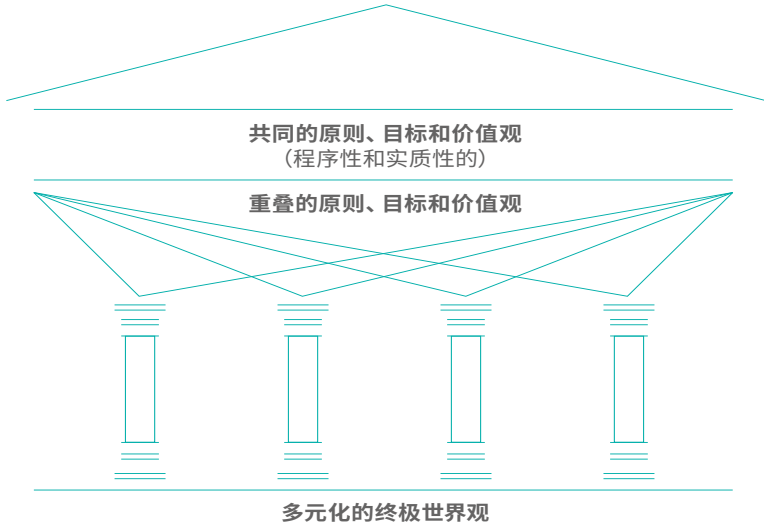 共同的原则、目标和价值观
（程序性和实质性的）
重叠的原则、目标和价值观
多元化的终极世界观